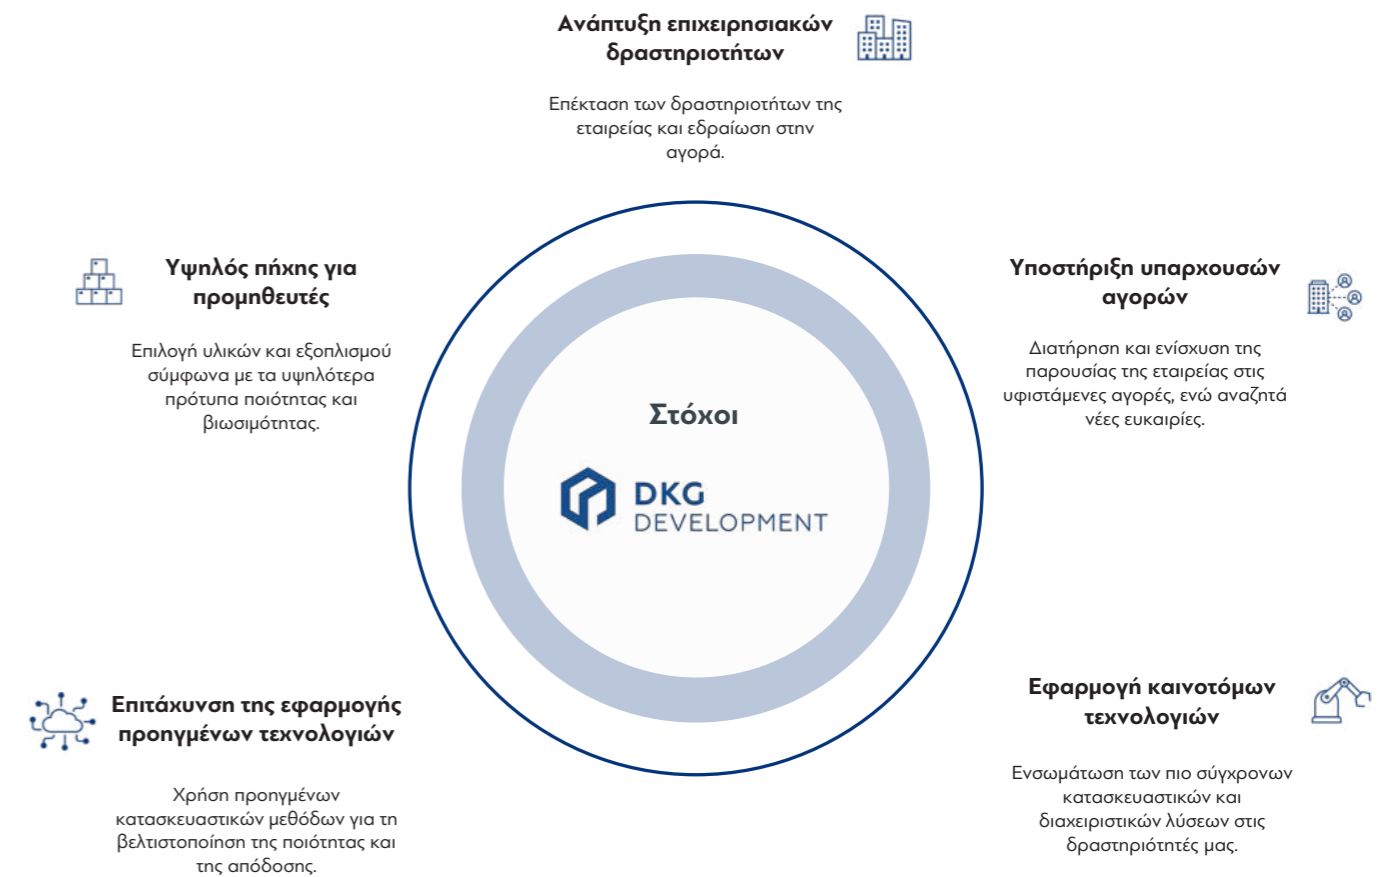 Ανάπτυξη επιχειρησιακών
δραστηριοτήτων
Επέκταση των δραστηριοτήτων της
εταιρείας και εδραίωση στην
αγορά.
Υψηλός πήχης για
προμηθευτές
Επιλογή υλικών και εξοπλισμού
σύμφωνα με τα υψηλότερα
πρότυπα ποιότητας και
βιωσιμότητας.
Υποστήριξη υπαρχουσών
αγορών
Διατήρηση και ενίσχυση της
παρουσίας της εταιρείας στις
υφιστάμενες αγορές, ενώ αναζητά
νέες ευκαιρίες.
Στόχοι
DKG
DEVELOPMENT
Επιτάχυνση της εφαρμογής
προηγμένων τεχνολογιών
Χρήση προηγμένων
κατασκευαστικών μεθόδων για τη
βελτιστοποίηση της ποιότητας και
της απόδοσης.
Εφαρμογή καινοτόμων
τεχνολογιών
Ενσωμάτωση των πιο σύγχρονων
κατασκευαστικών και
διαχειριστικών λύσεων στις
δραστηριότητές μας.